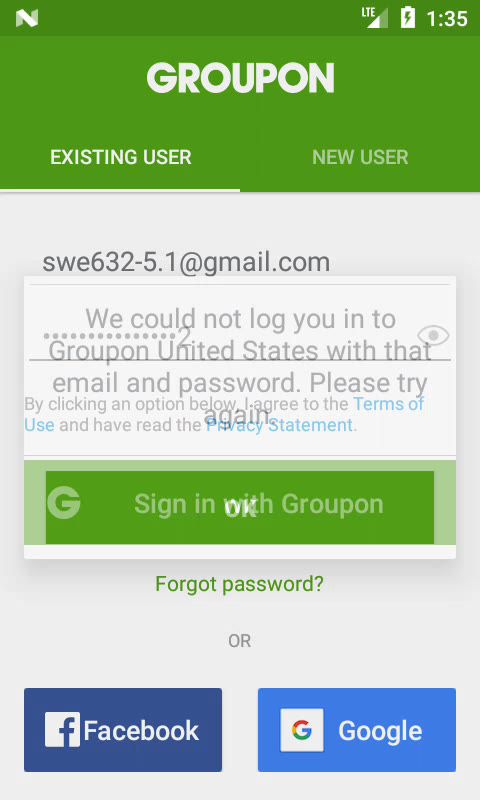 LTE 1:35
GROUPON
EXISTING USER NEW USER
swe632-5.1@gmail.com
We could not log you in to
••••••••••••••2
Groupon United States with that
email and password. Please try
again.
By clicking an option below, I agree to the Terms of
Use and have read the Privacy Statement.
G Sign in with Groupon
OK
Forgot password?
OR
f Facebook G Google